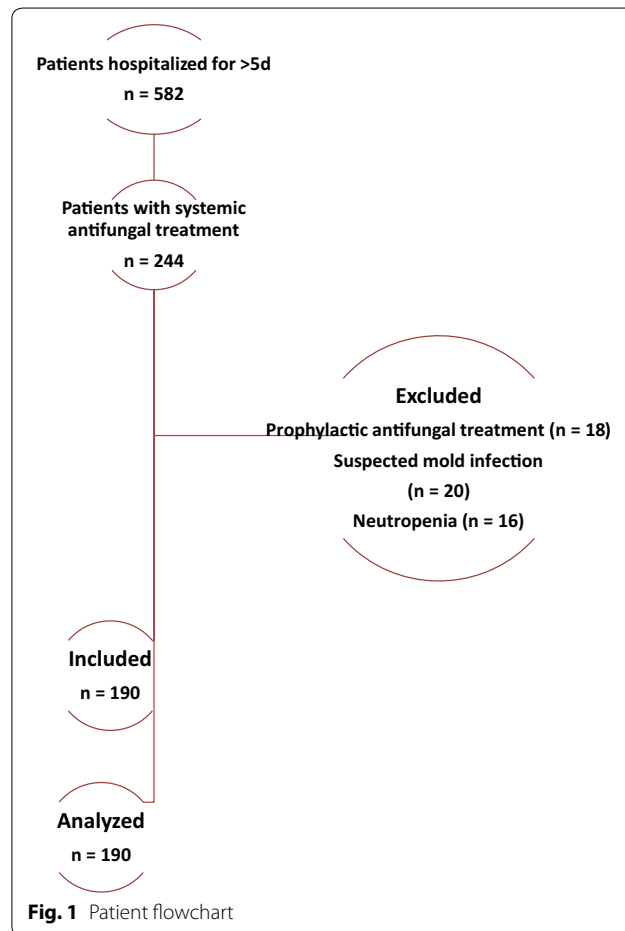 Patients hospitalized for >5d
n = 582
Patients with systemic
antifungal treatment
n = 244
Excluded
Prophylactic antifungal treatment (n = 18)
Suspected mold infection
(n = 20)
Neutropenia (n = 16)
Included
n = 190
Analyzed
n = 190
Fig. 1 Patient flowchart